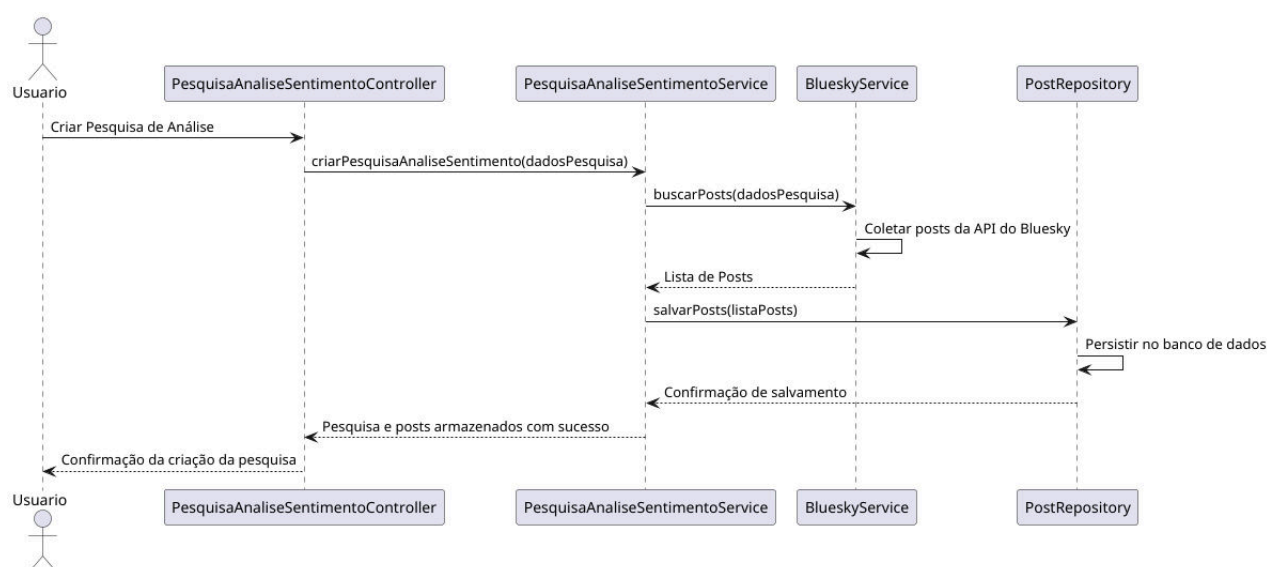 Usuario
PesquisaAnaliseSentimentoController
PesquisaAnaliseSentimentoService
BlueskyService
PostRepository
Criar Pesquisa de Análise
criarPesquisaAnaliseSentimento(dadosPesquisa)
buscarPosts(dadosPesquisa)
Coletar posts da API do Bluesky
Lista de Posts
salvarPosts(listaPosts)
Persistir no banco de dados
Confirmação de salvamento
Pesquisa e posts armazenados com sucesso
Confirmação da criação da pesquisa
Usuario
PesquisaAnaliseSentimentoController
PesquisaAnaliseSentimentoService
BlueskyService
PostRepository